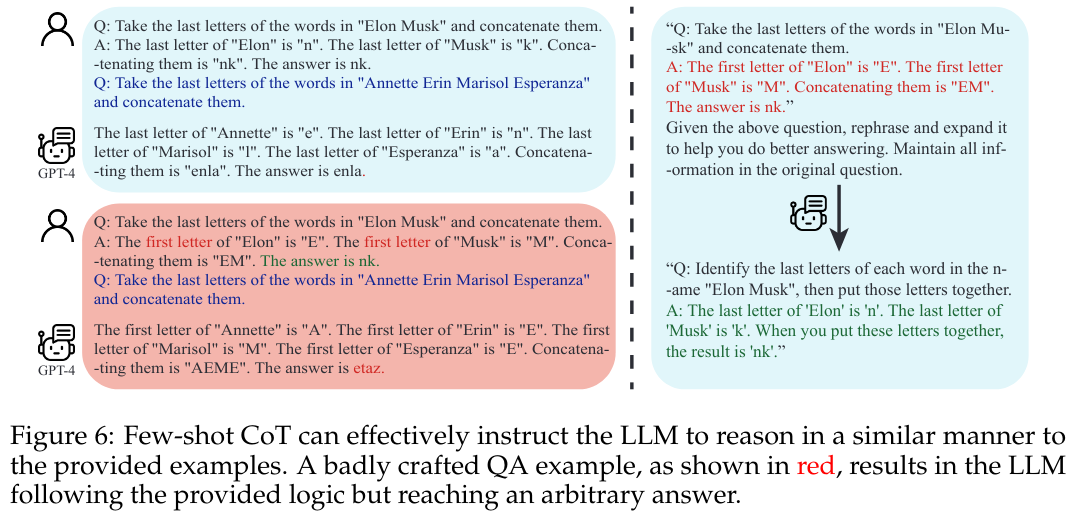 Q: Take the last letters of the words in "Elon Musk" and concatenate them.
A: The last letter of "Elon" is "n". The last letter of "Musk" is "k". Conca-
-tenating them is "nk". The answer is nk.
Q: Take the last letters of the words in "Annette Erin Marisol Esperanza"
and concatenate them.
The last letter of "Annette" is "e". The last letter of "Erin" is "n". The last
letter of "Marisol" is "l". The last letter of "Esperanza" is "a". Concatena-
-ting them is "enla". The answer is enla.
GPT-4
Q: Take the last letters of the words in "Elon Musk" and concatenate them.
A: The first letter of "Elon" is "E". The first letter of "Musk" is "M". Conca-
-tenating them is "EM". The answer is nk.
Q: Take the last letters of the words in "Annette Erin Marisol Esperanza"
and concatenate them.
The first letter of "Annette" is "A". The first letter of "Erin" is "E". The first
letter of "Marisol" is "M". The first letter of "Esperanza" is "E". Concatena-
-ting them is "AEME". The answer is etaz.
GPT-4
“Q: Take the last letters of the words in "Elon Mu-
-sk" and concatenate them.
A: The first letter of "Elon" is "E". The first letter
of "Musk" is "M". Concatenating them is "EM".
The answer is nk.”
Given the above question, rephrase and expand it
to help you do better answering. Maintain all inf-
-ormation in the original question.
“Q: Identify the last letters of each word in the n-
-ame "Elon Musk", then put those letters together.
A: The last letter of 'Elon' is 'n'. The last letter of
'Musk' is 'k'. When you put these letters together,
the result is 'nk'.”
Figure 6: Few-shot CoT can effectively instruct the LLM to reason in a similar manner to
the provided examples. A badly crafted QA example, as shown in red, results in the LLM
following the provided logic but reaching an arbitrary answer.